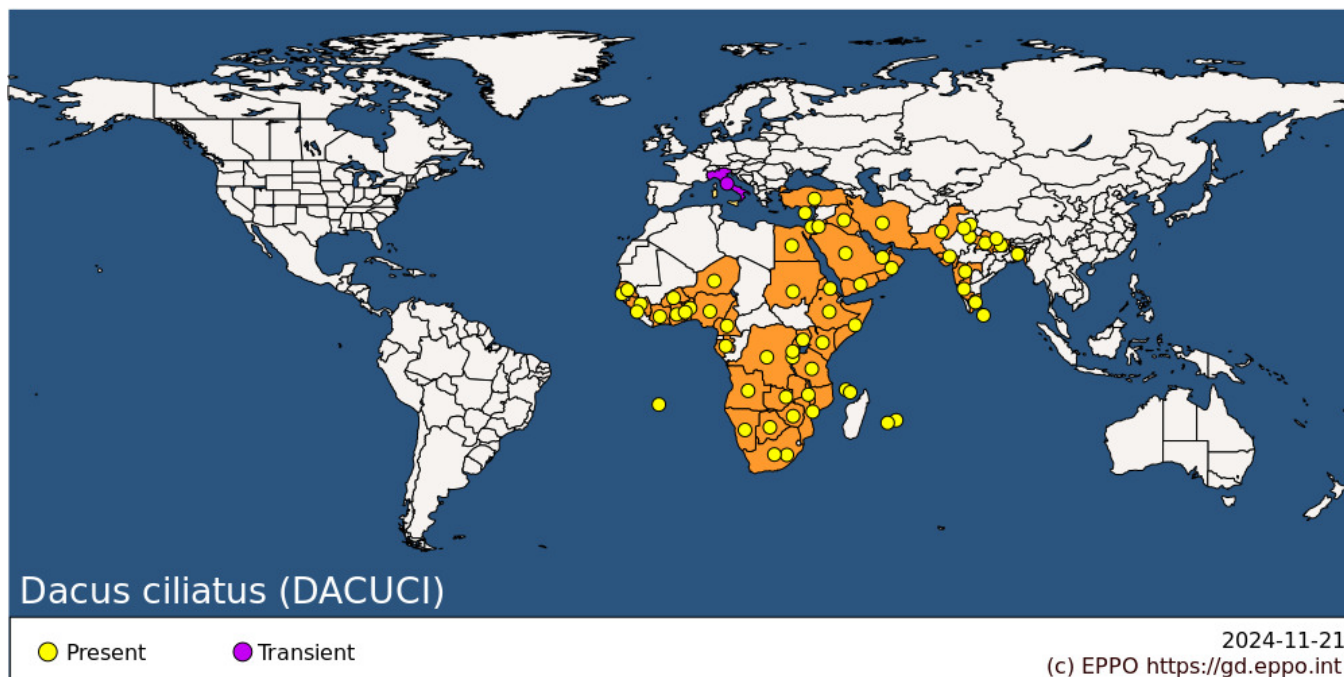 Dacus ciliatus (DACUCI)
Present
Transient
2024-11-21
(c) EPPO https://gd.eppo.int